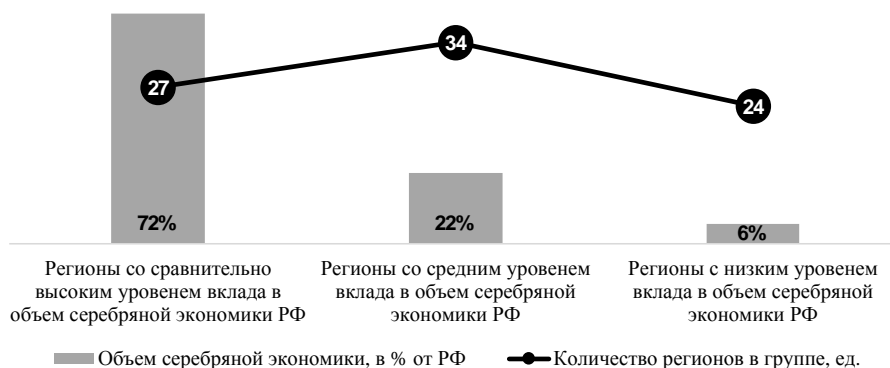 34
27
24
72%
22%
6%
Регионы со сравнительно
высоким уровенем вклада в
объем серебряной экономики РФ
Регионы со средним уровенем
вклада в объем серебряной
экономики РФ
Регионы с низким уровенем
вклада в объем серебряной
экономики РФ
Объем серебряной экономики, в % от РФ
Количество регионов в группе, ед.